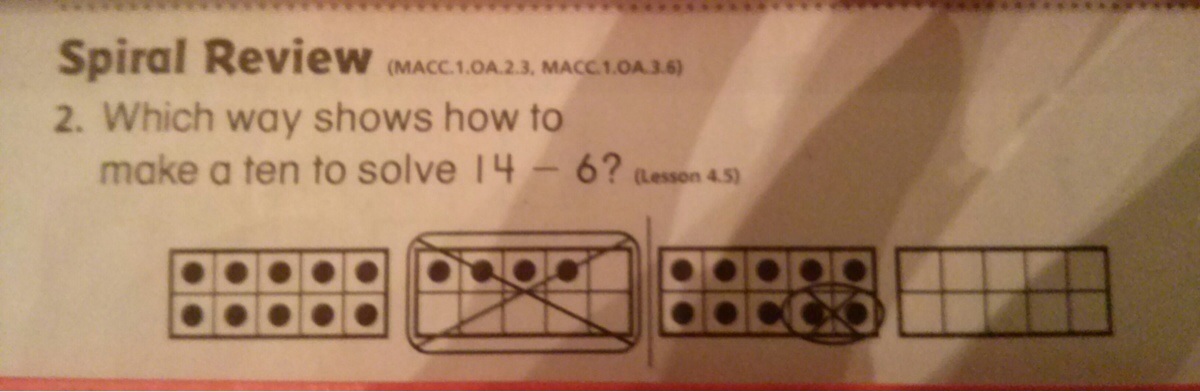 Spiral Review (MACC.1.OA.2.3, MACC.1.OA.3.6)
2. Which way shows how to
make a ten to solve 14 − 6? (Lesson 4.5)